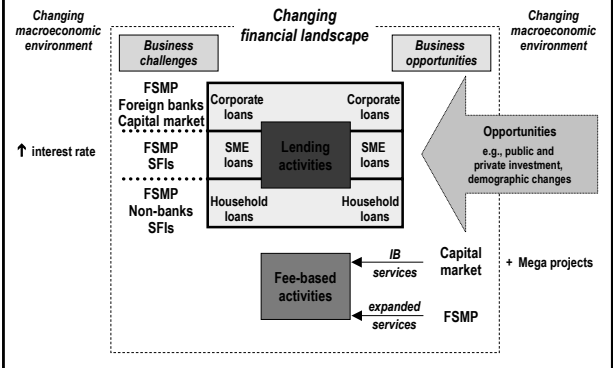 Changing
macroeconomic
environment
Changing
financial landscape
Changing
macroeconomic
environment
Business
challenges
Business
opportunities
FSMP
Foreign banks
Capital market
Corporate
loans
Corporate
loans
↑ interest rate
FSMP
SFIs
SME
loans
Lending
activities
SME
loans
Opportunities
e.g., public and
private investment,
demographic changes
FSMP
Non-banks
SFIs
Household
loans
Household
loans
Fee-based
activities
IB
services
Capital
market
+ Mega projects
expanded
services
FSMP